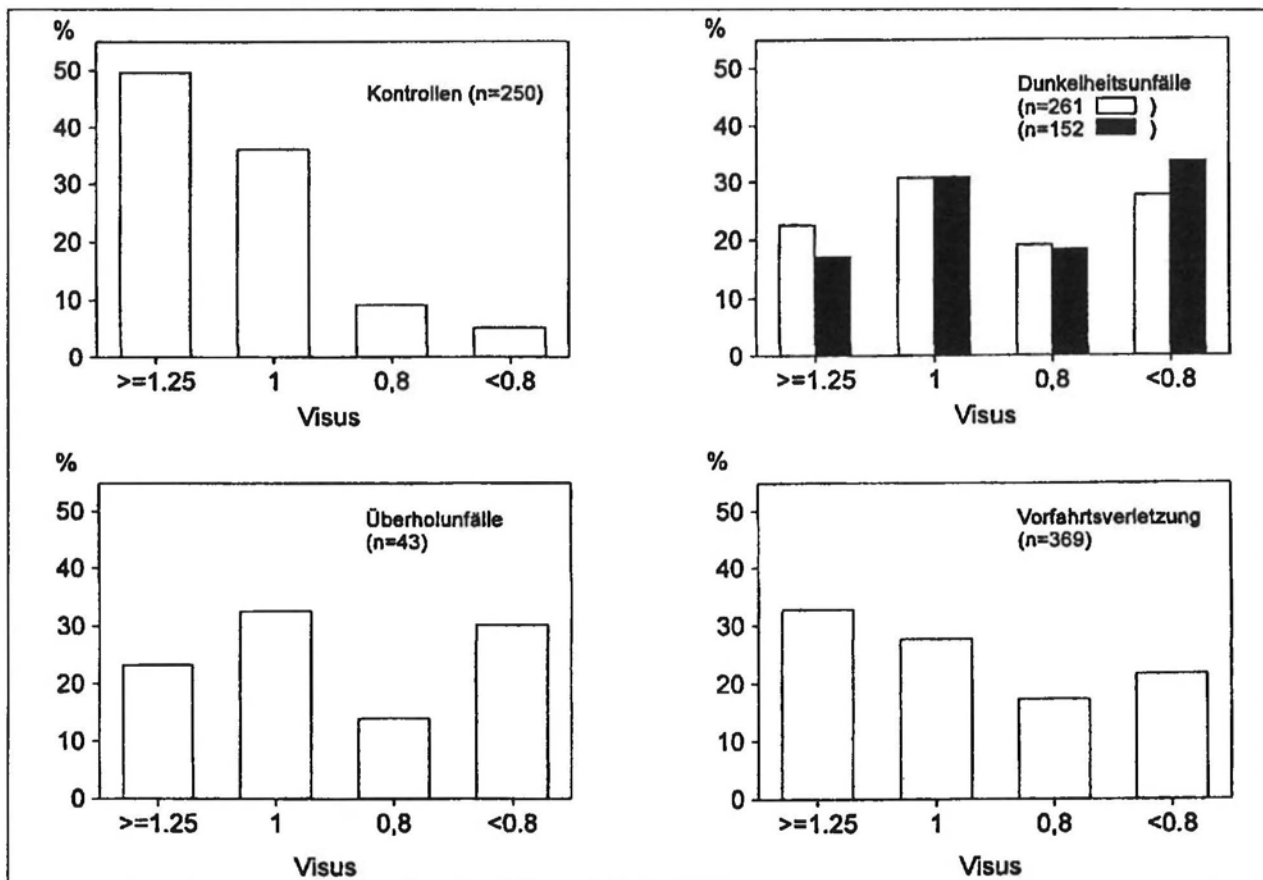 %
50
40
30
20
10
0
Kontrollen (n=250)
>=1.25 1 0,8 <0.8
Visus
%
50
40
30
20
10
0
Dunkelheitsunfälle
(n=261 )
(n=152 )
>=1.25 1 0,8 <0.8
Visus
%
50
40
30
20
10
0
Überholunfälle
(n=43)
>=1.25 1 0,8 <0.8
Visus
%
50
40
30
20
10
0
Vorfahrtsverletzung
(n=369)
>=1.25 1 0,8 <0.8
Visus